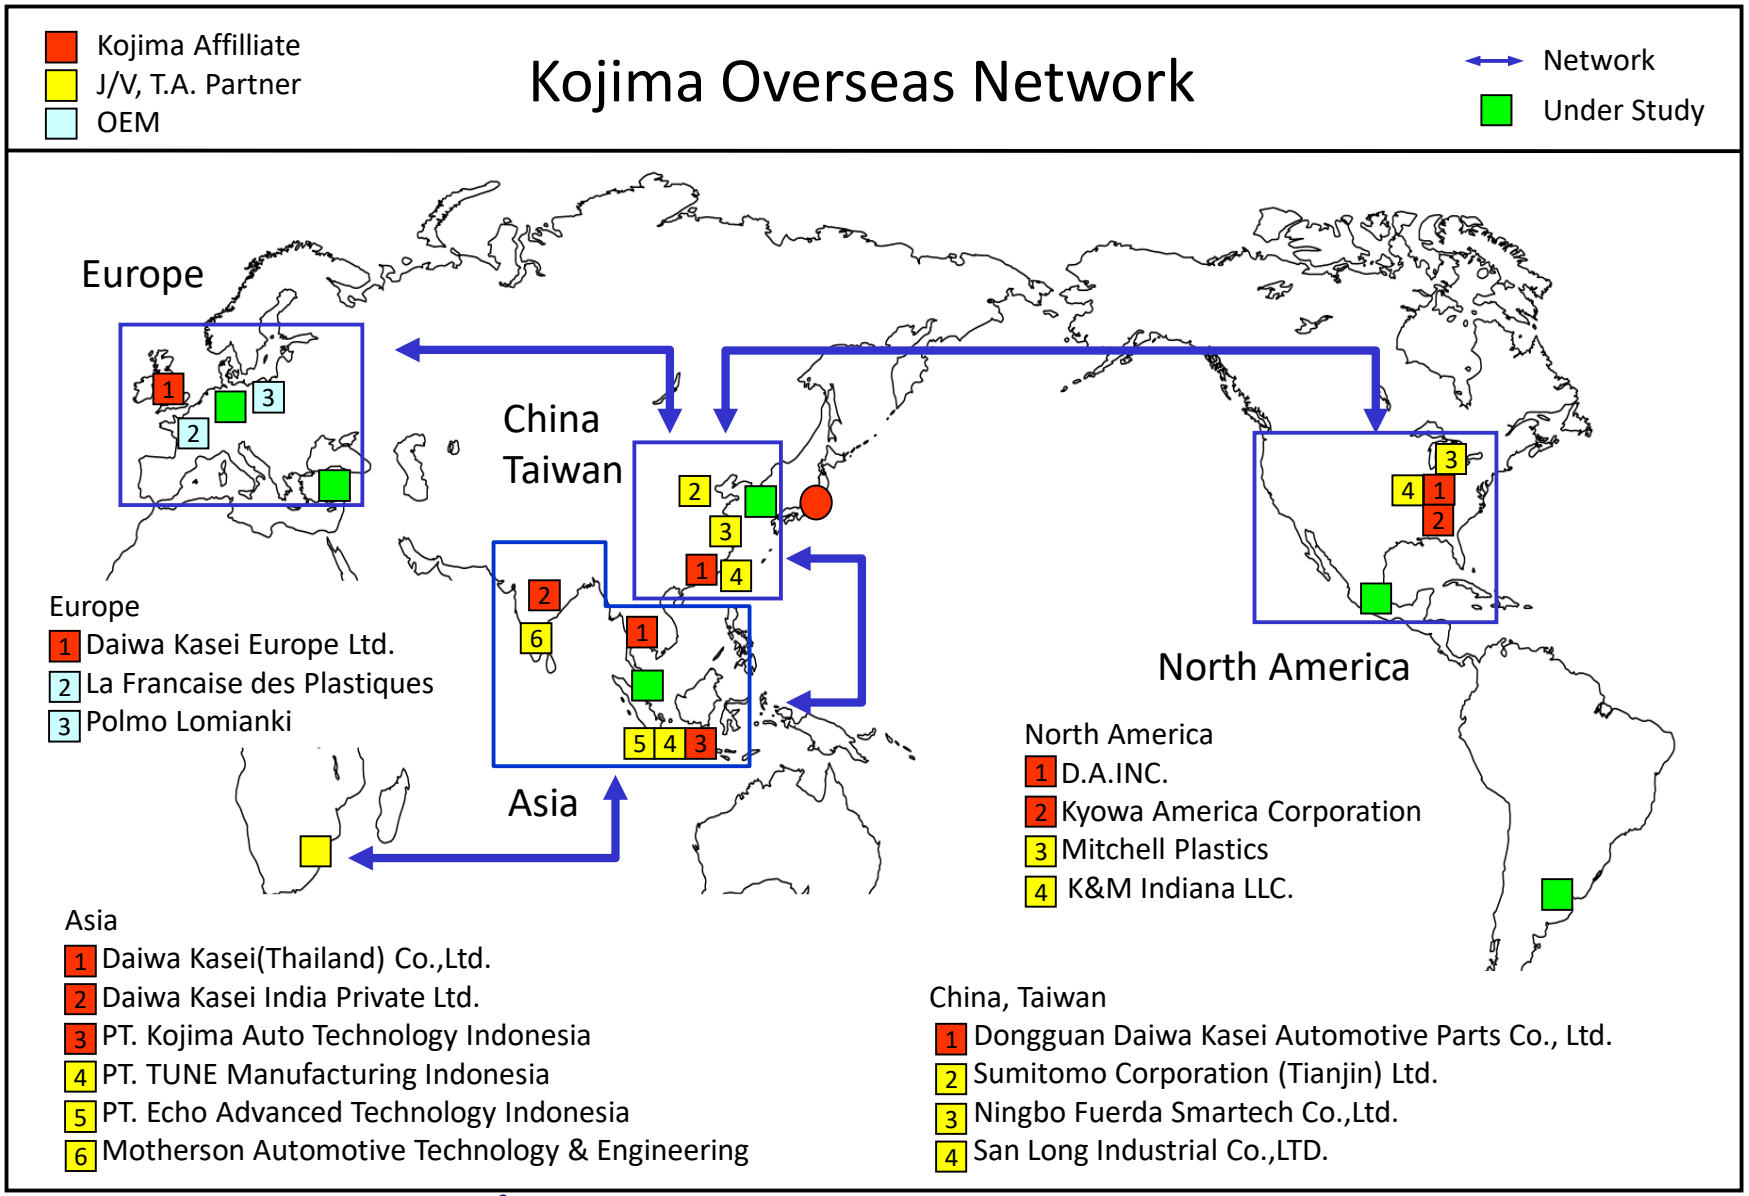 Kojima Affilliate
J/V, T.A. Partner
OEM
Kojima Overseas Network
Network
Under Study
Europe
1
3
2
China
Taiwan
2
3
1 4
3
4 1
2
2
6
1
5 4 3
North America
Asia
Europe
1 Daiwa Kasei Europe Ltd.
2 La Francaise des Plastiques
3 Polmo Lomianki
North America
1 D.A.INC.
2 Kyowa America Corporation
3 Mitchell Plastics
4 K&M Indiana LLC.
Asia
1 Daiwa Kasei(Thailand) Co.,Ltd.
2 Daiwa Kasei India Private Ltd.
3 PT. Kojima Auto Technology Indonesia
4 PT. TUNE Manufacturing Indonesia
5 PT. Echo Advanced Technology Indonesia
6 Motherson Automotive Technology & Engineering
China, Taiwan
1 Dongguan Daiwa Kasei Automotive Parts Co., Ltd.
2 Sumitomo Corporation (Tianjin) Ltd.
3 Ningbo Fuerda Smartech Co.,Ltd.
4 San Long Industrial Co.,LTD.